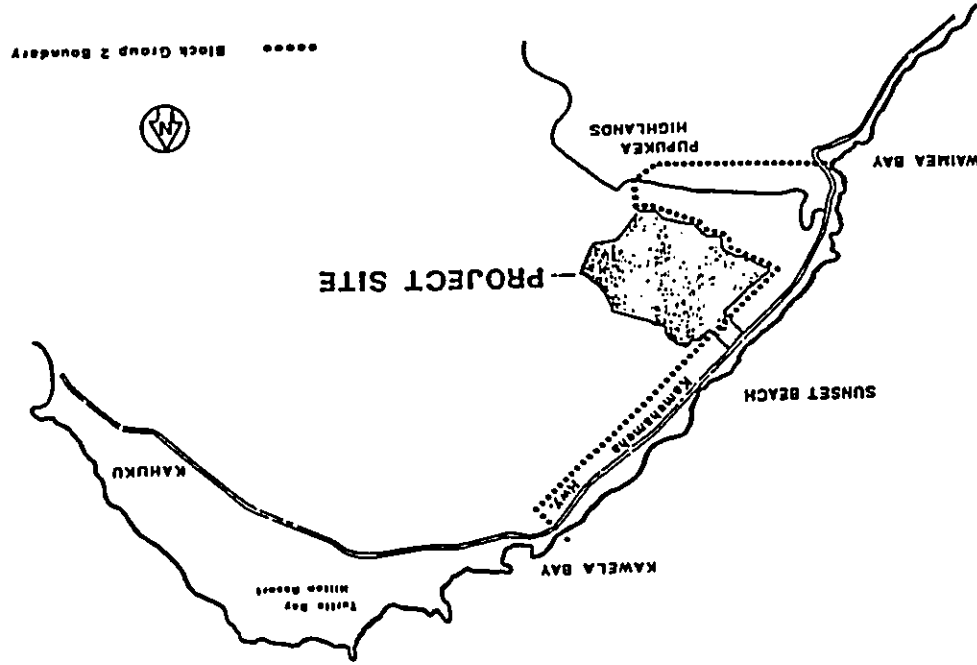 Turtle Bay
Hilton Resort
KAWELA BAY
KAHUKU
Kamehameha Hwy.
SUNSET BEACH
PROJECT SITE
WAIMEA BAY
PUPUKEA
HIGHLANDS
N
Block Group 2 Boundary